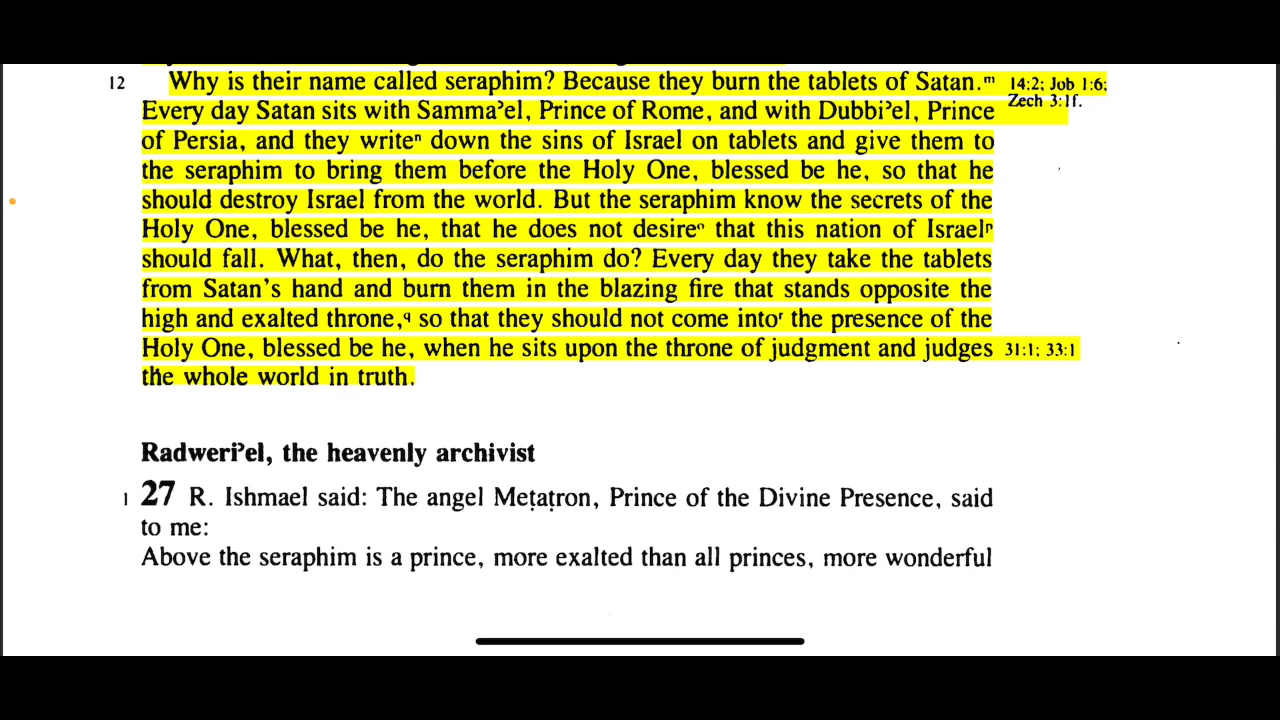 12 Why is their name called seraphim? Because they burn the tablets of Satan.ᵐ 14:2; Job 1:6;
Zech 3:1f.
Every day Satan sits with Sammaʾel, Prince of Rome, and with Dubbiʾel, Prince
of Persia, and they writeⁿ down the sins of Israel on tablets and give them to
the seraphim to bring them before the Holy One, blessed be he, so that he
should destroy Israel from the world. But the seraphim know the secrets of the
Holy One, blessed be he, that he does not desireᵒ that this nation of Israelᵖ
should fall. What, then, do the seraphim do? Every day they take the tablets
from Satan's hand and burn them in the blazing fire that stands opposite the
high and exalted throne,q so that they should not come intoʳ the presence of the
Holy One, blessed be he, when he sits upon the throne of judgment and judges 31:1; 33:1
the whole world in truth.
Radweriʾel, the heavenly archivist
1 27 R. Ishmael said: The angel Meṭaṭron, Prince of the Divine Presence, said
to me:
Above the seraphim is a prince, more exalted than all princes, more wonderful